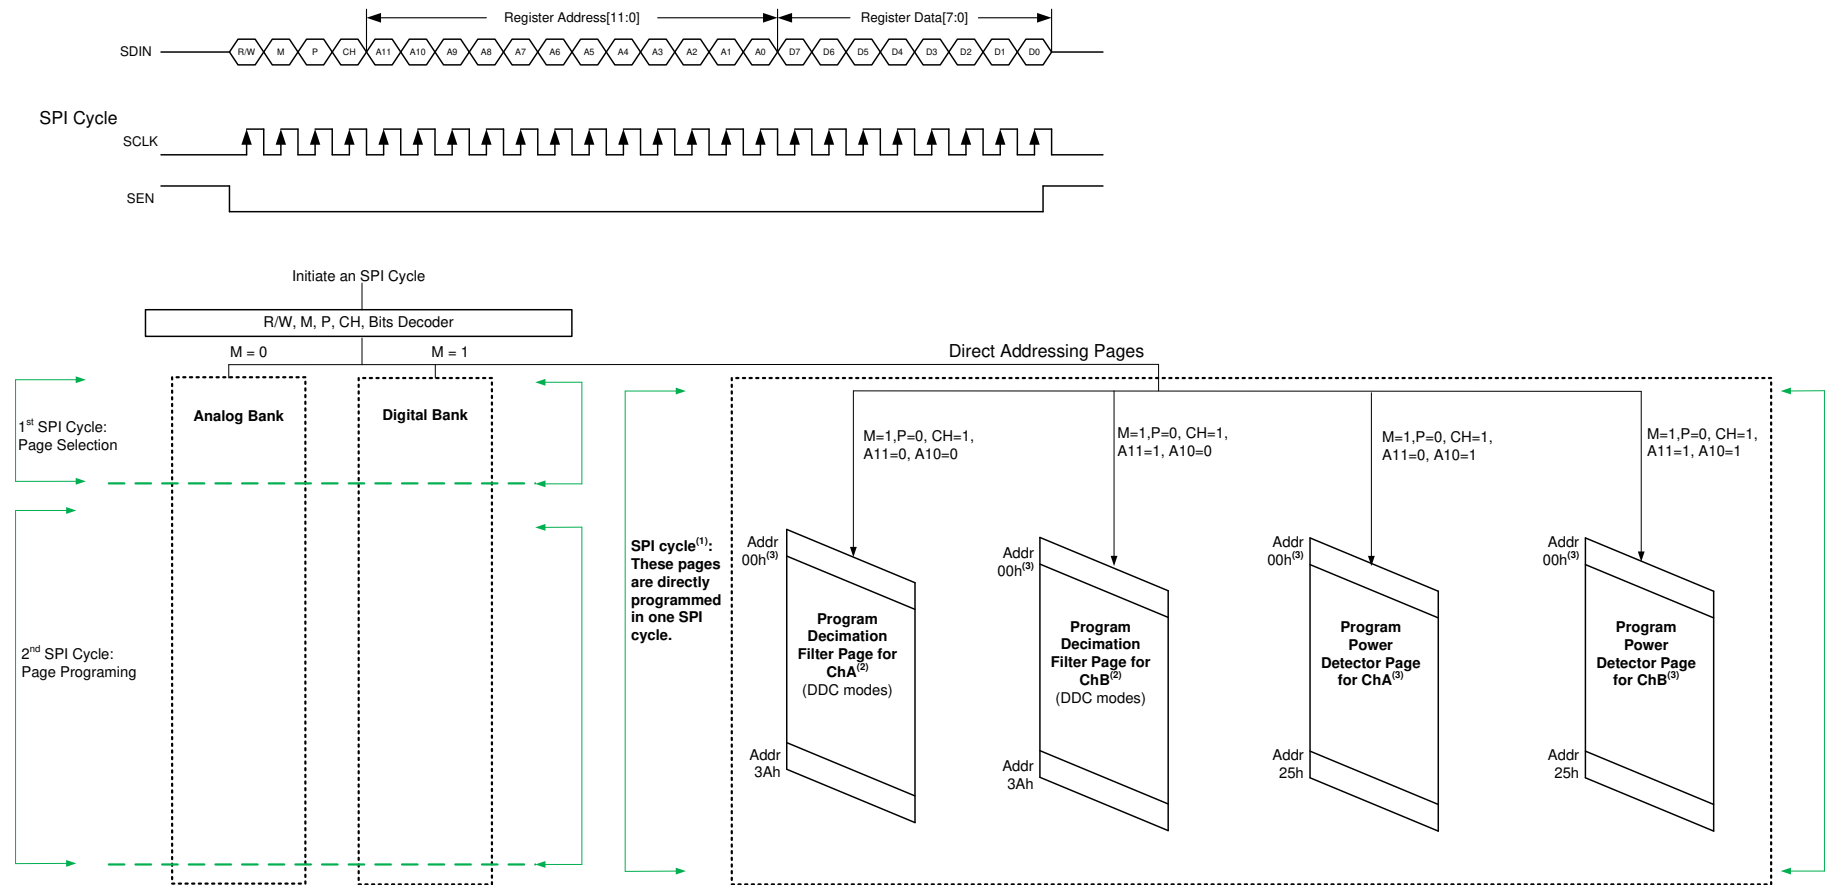 Register Address[11:0]
Register Data[7:0]
SDIN
R/W M P CH A11 A10 A9 A8 A7 A6 A5 A4 A3 A2 A1 A0 D7 D6 D5 D4 D3 D2 D1 D0
SPI Cycle
SCLK
SEN
Initiate an SPI Cycle
R/W, M, P, CH, Bits Decoder
M = 0
M = 1
Direct Addressing Pages
Analog Bank
Digital Bank
1st SPI Cycle:
Page Selection
2nd SPI Cycle:
Page Programing
SPI cycle(1):
These pages
are directly
programmed
in one SPI
cycle.
M=1,P=0, CH=1,
A11=0, A10=0
M=1,P=0, CH=1,
A11=1, A10=0
M=1,P=0, CH=1,
A11=0, A10=1
M=1,P=0, CH=1,
A11=1, A10=1
Addr
00h(3)
Program
Decimation
Filter Page for
ChA(2)
(DDC modes)
Addr
3Ah
Addr
00h(3)
Program
Decimation
Filter Page for
ChB(2)
(DDC modes)
Addr
3Ah
Addr
00h(3)
Program
Power
Detector Page
for ChA(3)
Addr
25h
Addr
00h(3)
Program
Power
Detector Page
for ChB(3)
Addr
25h